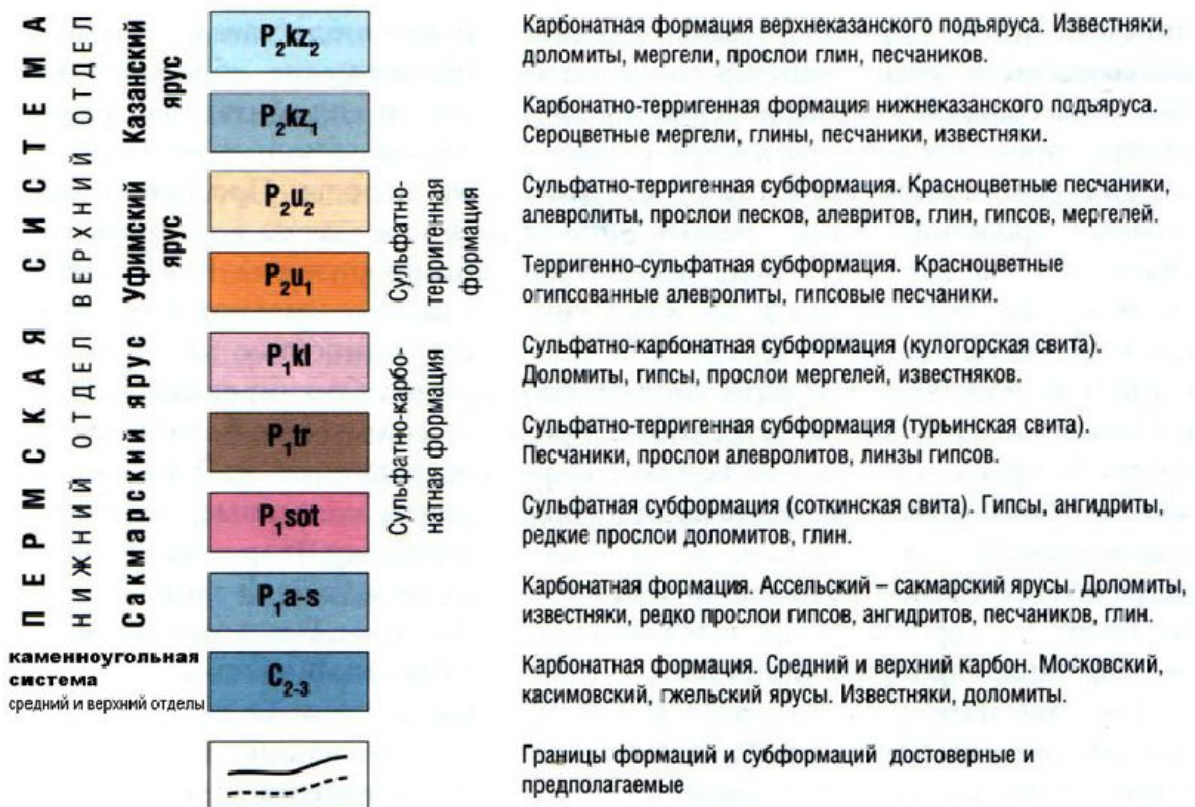 ПЕРМСКАЯ СИСТЕМА
ВЕРХНИЙ ОТДЕЛ
Казанский
ярус
P₂kz₂
Карбонатная формация верхнеказанского подъяруса. Известняки,
доломиты, мергели, прослои глин, песчаников.
P₂kz₁
Карбонатно-терригенная формация нижнеказанского подъяруса.
Сероцветные мергели, глины, песчаники, известняки.
Уфимский
ярус
Сульфатно-
терригенная
формация
P₂u₂
Сульфатно-терригенная субформация. Красноцветные песчаники,
алевролиты, прослои песков, алевритов, глин, гипсов, мергелей.
P₂u₁
Терригенно-сульфатная субформация. Красноцветные
огипсованные алевролиты, гипсовые песчаники.
НИЖНИЙ ОТДЕЛ
Сакмарский ярус
Сульфатно-карбо-
натная формация
P₁kl
Сульфатно-карбонатная субформация (кулогорская свита).
Доломиты, гипсы, прослои мергелей, известняков.
P₁tr
Сульфатно-терригенная субформация (турьинская свита).
Песчаники, прослои алевролитов, линзы гипсов.
P₁sot
Сульфатная субформация (соткинская свита). Гипсы, ангидриты,
редкие прослои доломитов, глин.
P₁a-s
Карбонатная формация. Ассельский – сакмарский ярусы. Доломиты,
известняки, редко прослои гипсов, ангидритов, песчаников, глин.
каменноугольная
система
средний и верхний отделы
C₂₋₃
Карбонатная формация. Средний и верхний карбон. Московский,
касимовский, гжельский ярусы. Известняки, доломиты.
Границы формаций и субформаций достоверные и
предполагаемые